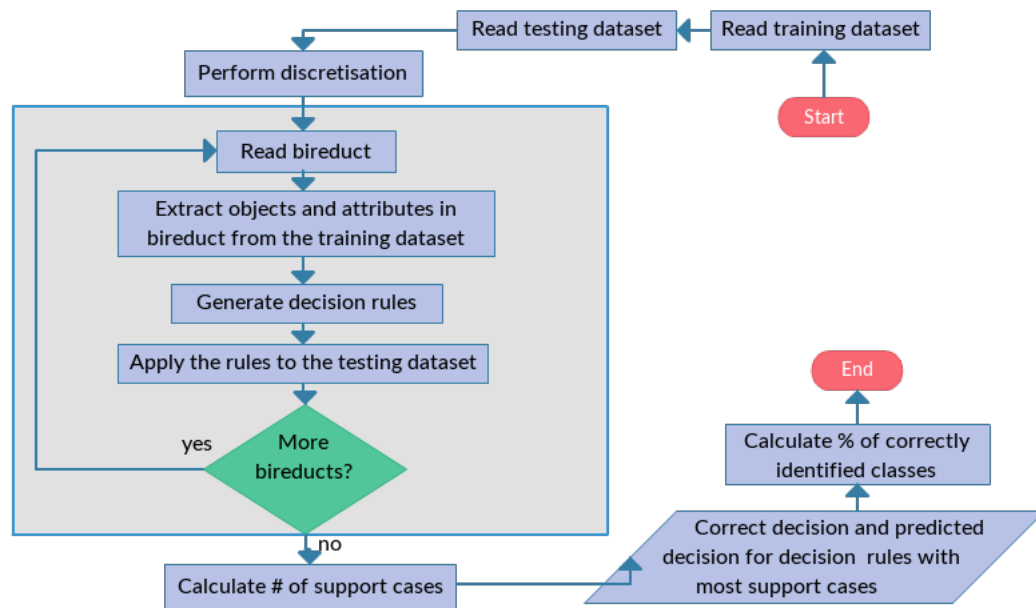 Start
Read training dataset
Read testing dataset
Perform discretisation
Read bireduct
Extract objects and attributes in
bireduct from the training dataset
Generate decision rules
Apply the rules to the testing dataset
More
bireducts?
yes
no
Calculate # of support cases
Correct decision and predicted
decision for decision rules with
most support cases
Calculate % of correctly
identified classes
End